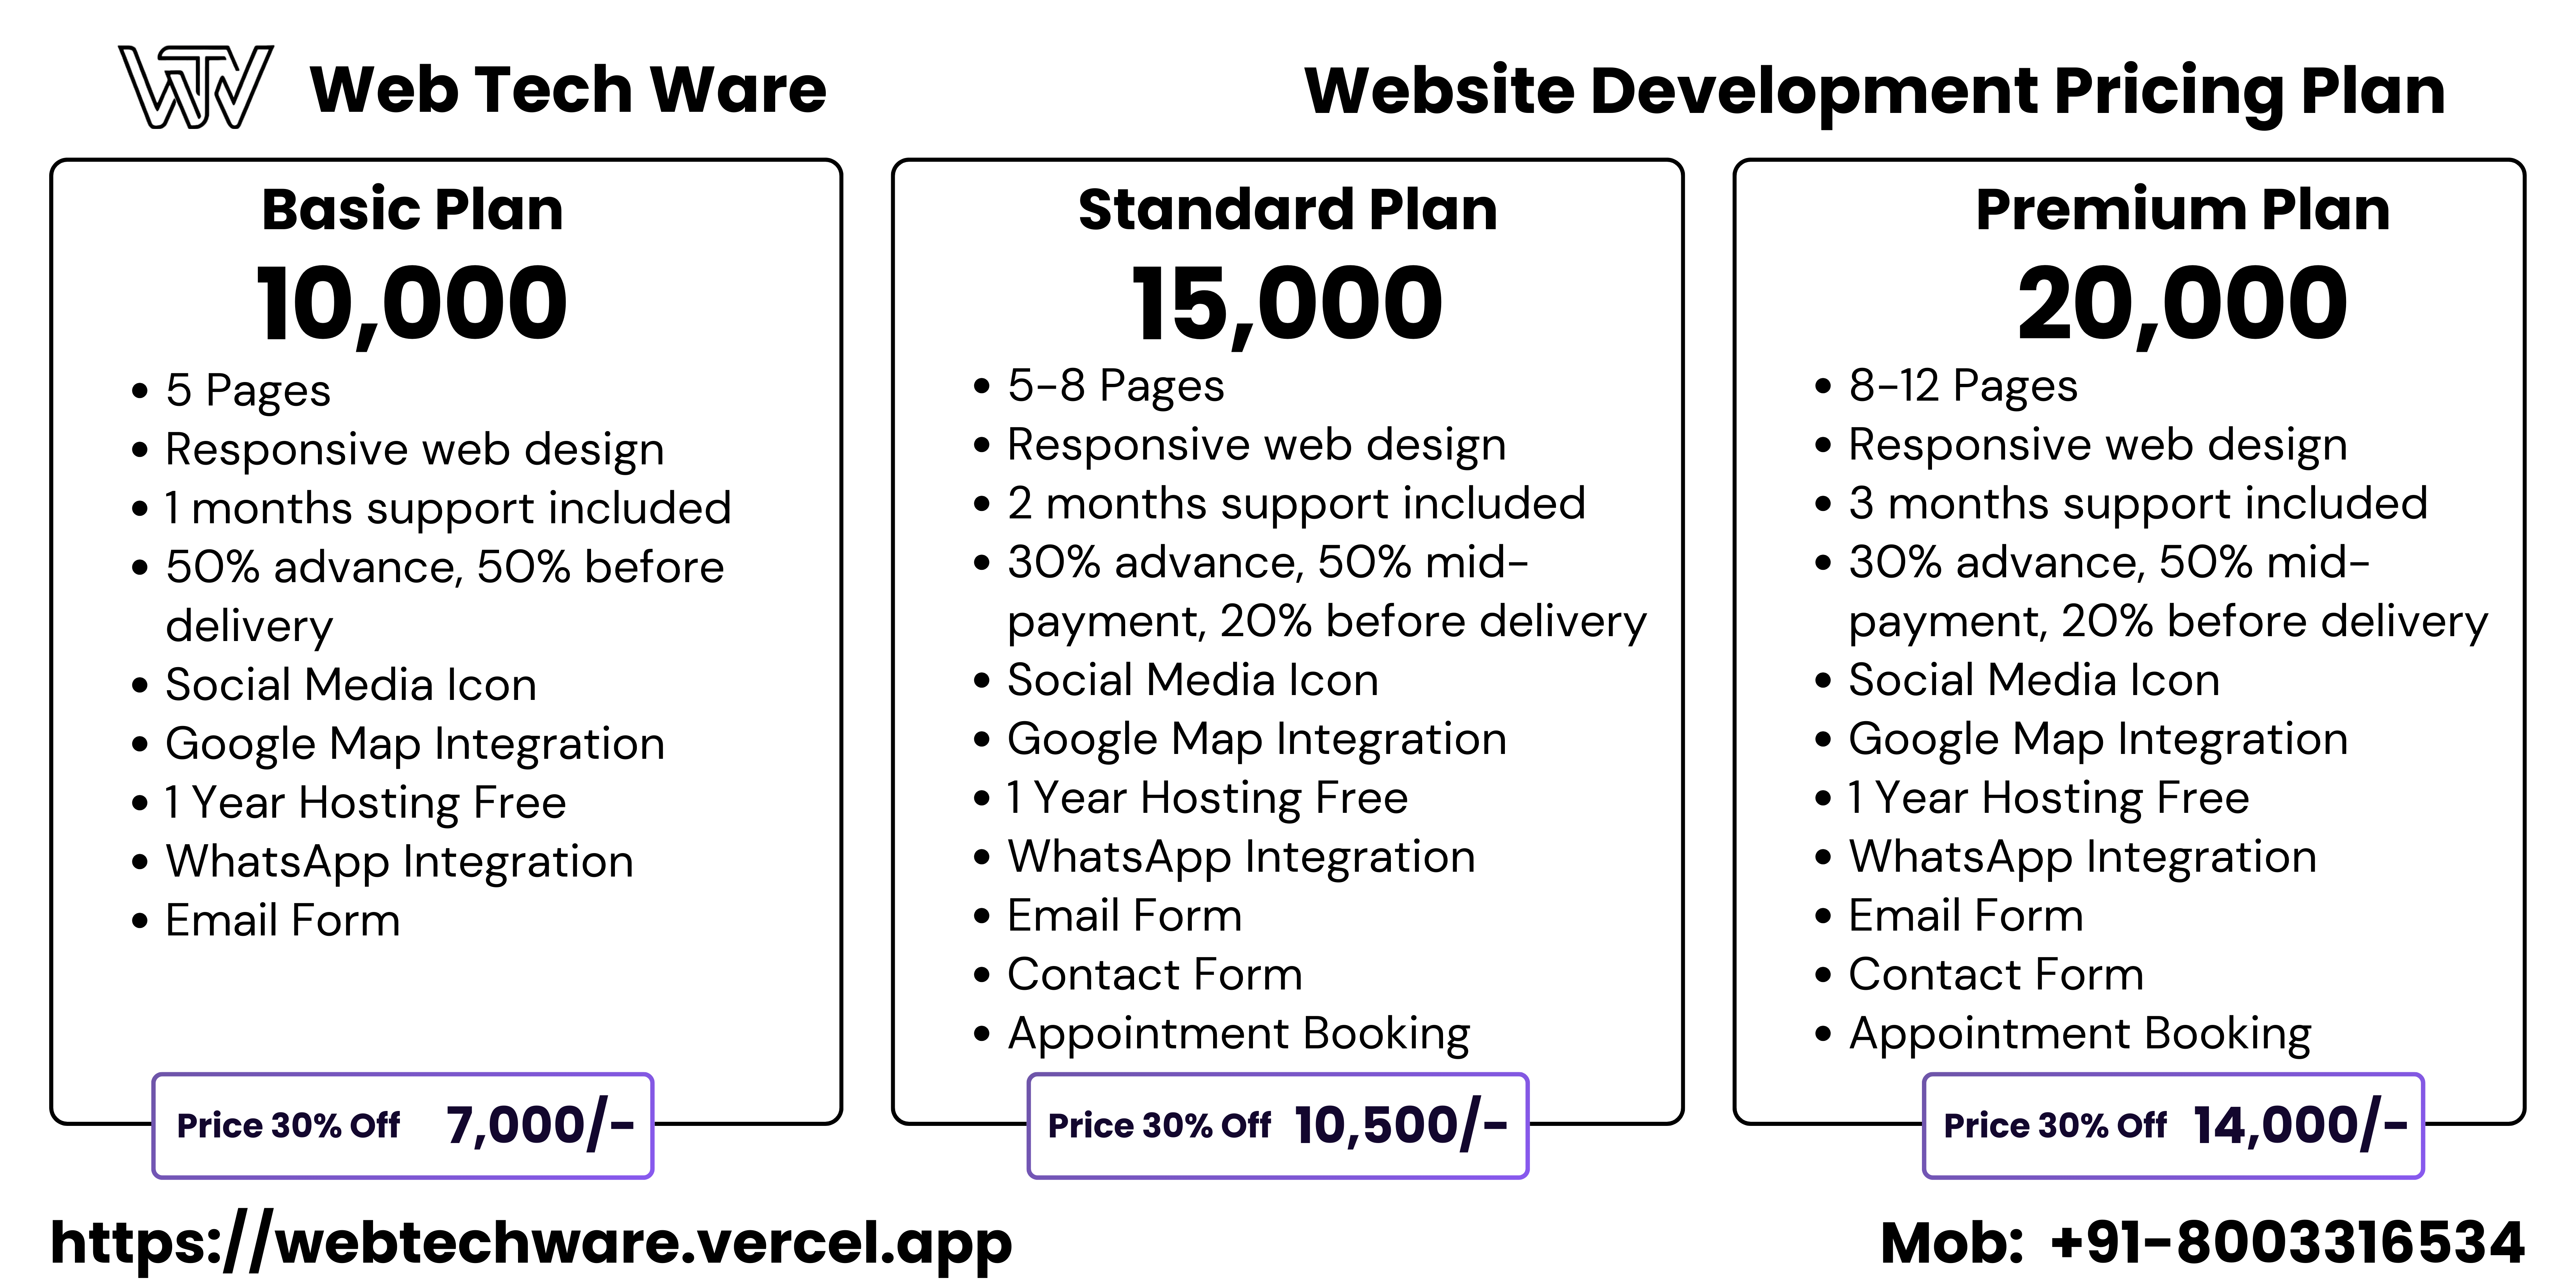 WTW
Web Tech Ware
Website Development Pricing Plan
Basic Plan
10,000
• 5 Pages
• Responsive web design
• 1 months support included
• 50% advance, 50% before
delivery
• Social Media Icon
• Google Map Integration
• 1 Year Hosting Free
• WhatsApp Integration
• Email Form
Price 30% Off 7,000/-
Standard Plan
15,000
• 5-8 Pages
• Responsive web design
• 2 months support included
• 30% advance, 50% mid-
payment, 20% before delivery
• Social Media Icon
• Google Map Integration
• 1 Year Hosting Free
• WhatsApp Integration
• Email Form
• Contact Form
• Appointment Booking
Price 30% Off 10,500/-
Premium Plan
20,000
• 8-12 Pages
• Responsive web design
• 3 months support included
• 30% advance, 50% mid-
payment, 20% before delivery
• Social Media Icon
• Google Map Integration
• 1 Year Hosting Free
• WhatsApp Integration
• Email Form
• Contact Form
• Appointment Booking
Price 30% Off 14,000/-
https://webtechware.vercel.app
Mob: +91-8003316534